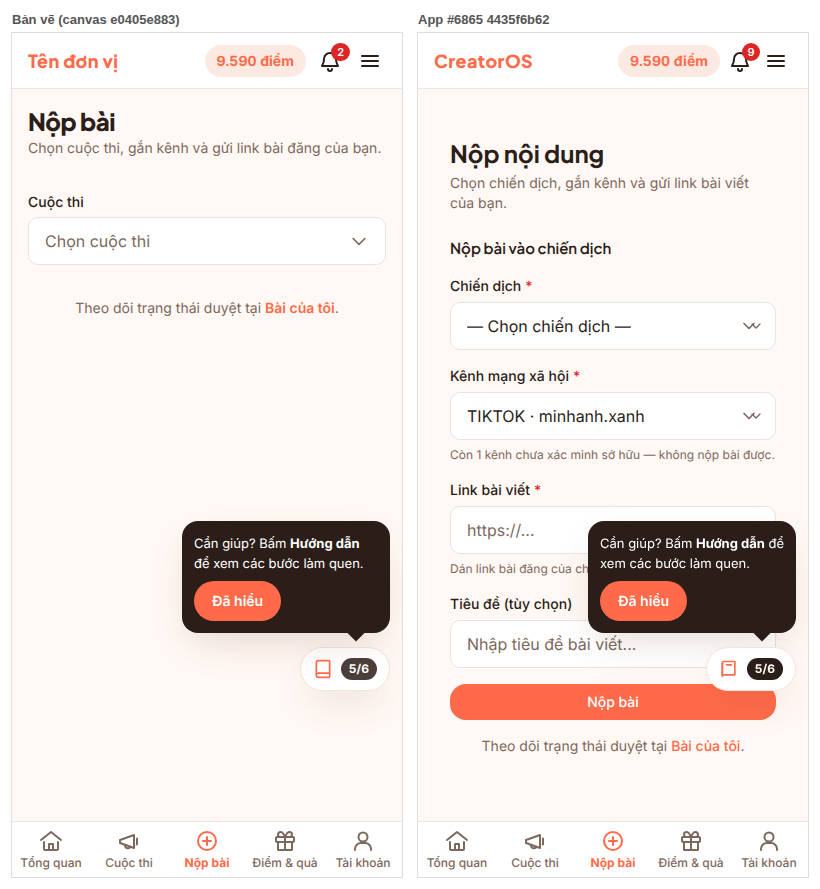 Bản vẽ (canvas e0405e883)
Tên đơn vị
9.590 điểm
2
Nộp bài
Chọn cuộc thi, gắn kênh và gửi link bài đăng của bạn.
Cuộc thi
Chọn cuộc thi
Theo dõi trạng thái duyệt tại Bài của tôi.
Cần giúp? Bấm Hướng dẫn
để xem các bước làm quen.
Đã hiểu
5/6
Tổng quan
Cuộc thi
Nộp bài
Điểm & quà
Tài khoản
App #6865 4435f6b62
CreatorOS
9.590 điểm
9
Nộp nội dung
Chọn chiến dịch, gắn kênh và gửi link bài viết
của bạn.
Nộp bài vào chiến dịch
Chiến dịch *
— Chọn chiến dịch —
Kênh mạng xã hội *
TIKTOK · minhanh.xanh
Còn 1 kênh chưa xác minh sở hữu — không nộp bài được.
Link bài viết *
https://...
Dán link bài đăng của
Cần giúp? Bấm Hướng dẫn để
xem các bước làm quen.
Đã hiểu
Tiêu đề (tùy chọn)
Nhập tiêu đề bài viết...
5/6
Nộp bài
Theo dõi trạng thái duyệt tại Bài của tôi.
Tổng quan
Cuộc thi
Nộp bài
Điểm & quà
Tài khoản